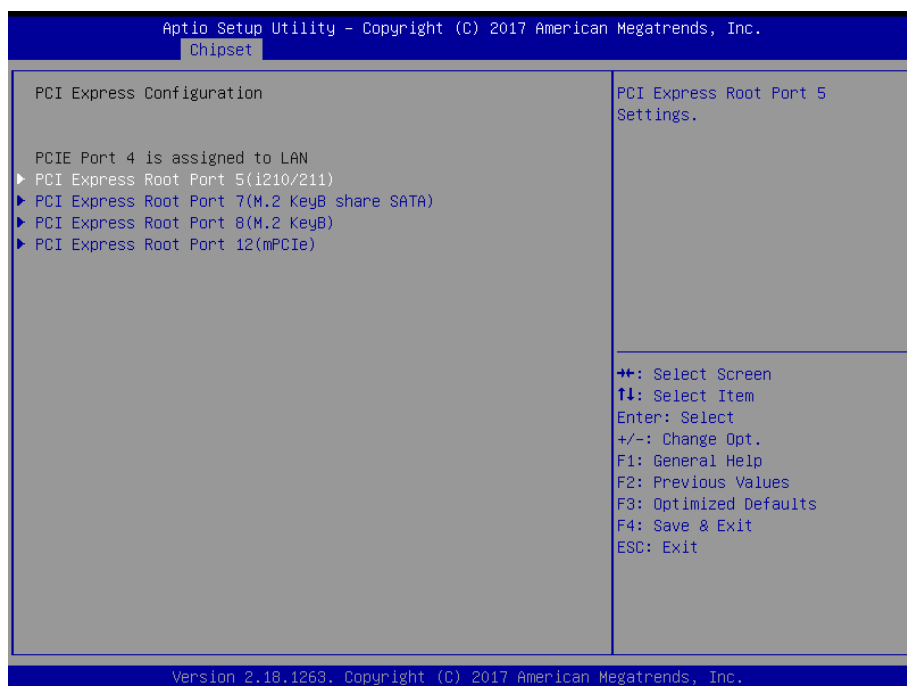 Aptio Setup Utility – Copyright (C) 2017 American Megatrends, Inc.
Chipset
PCI Express Configuration
PCIE Port 4 is assigned to LAN
PCI Express Root Port 5(i210/211)
PCI Express Root Port 7(M.2 KeyB share SATA)
PCI Express Root Port 8(M.2 KeyB)
PCI Express Root Port 12(mPCIe)
PCI Express Root Port 5
Settings.
→←: Select Screen
↑↓: Select Item
Enter: Select
+/-: Change Opt.
F1: General Help
F2: Previous Values
F3: Optimized Defaults
F4: Save & Exit
ESC: Exit
Version 2.18.1263. Copyright (C) 2017 American Megatrends, Inc.